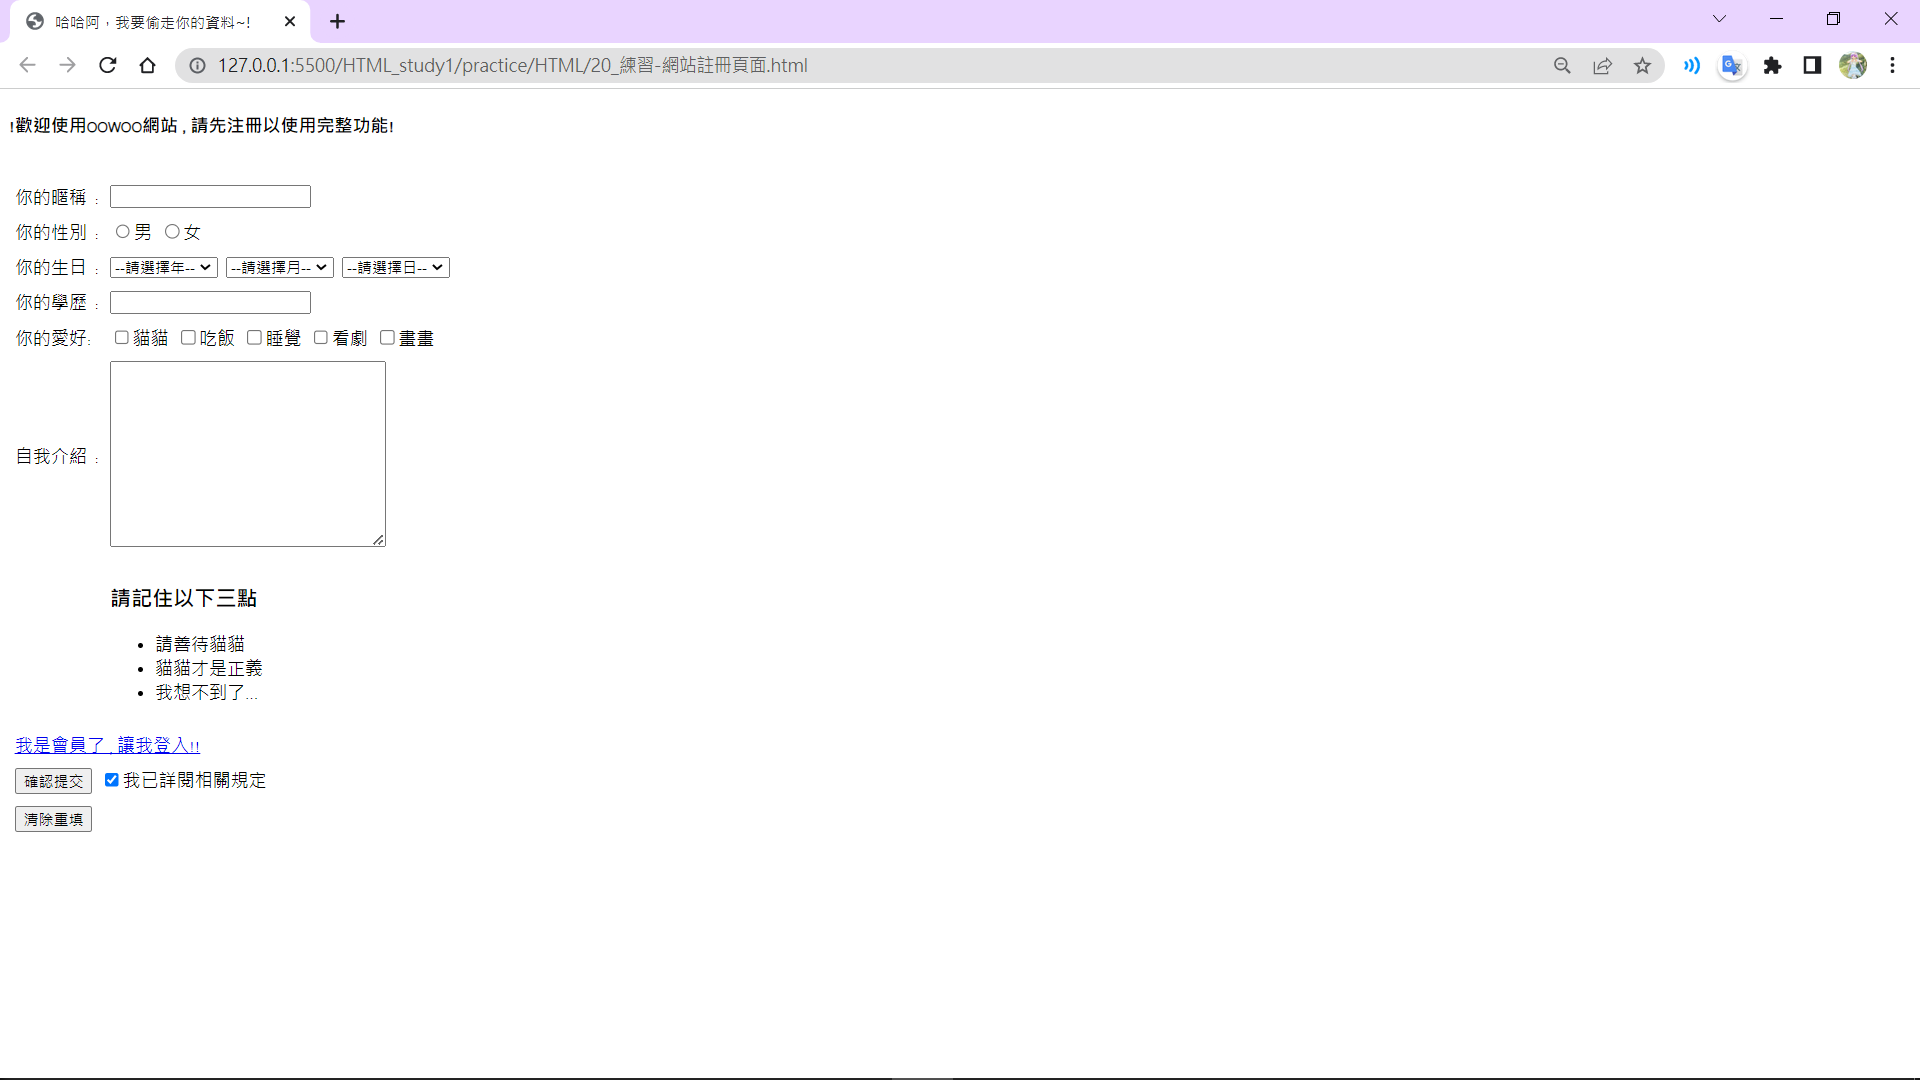 哈哈阿，我要偷走你的資料~!
127.0.0.1:5500/HTML_study1/practice/HTML/20_練習-網站註冊頁面.html
!歡迎使用oowoo網站 , 請先注冊以使用完整功能!
你的暱稱 :
你的性別 : 男 女
你的生日 : --請選擇年-- --請選擇月-- --請選擇日--
你的學歷 :
你的愛好: 貓貓 吃飯 睡覺 看劇 畫畫
自我介紹 :
請記住以下三點
• 請善待貓貓
• 貓貓才是正義
• 我想不到了...
我是會員了 , 讓我登入!!
確認提交 我已詳閱相關規定
清除重填